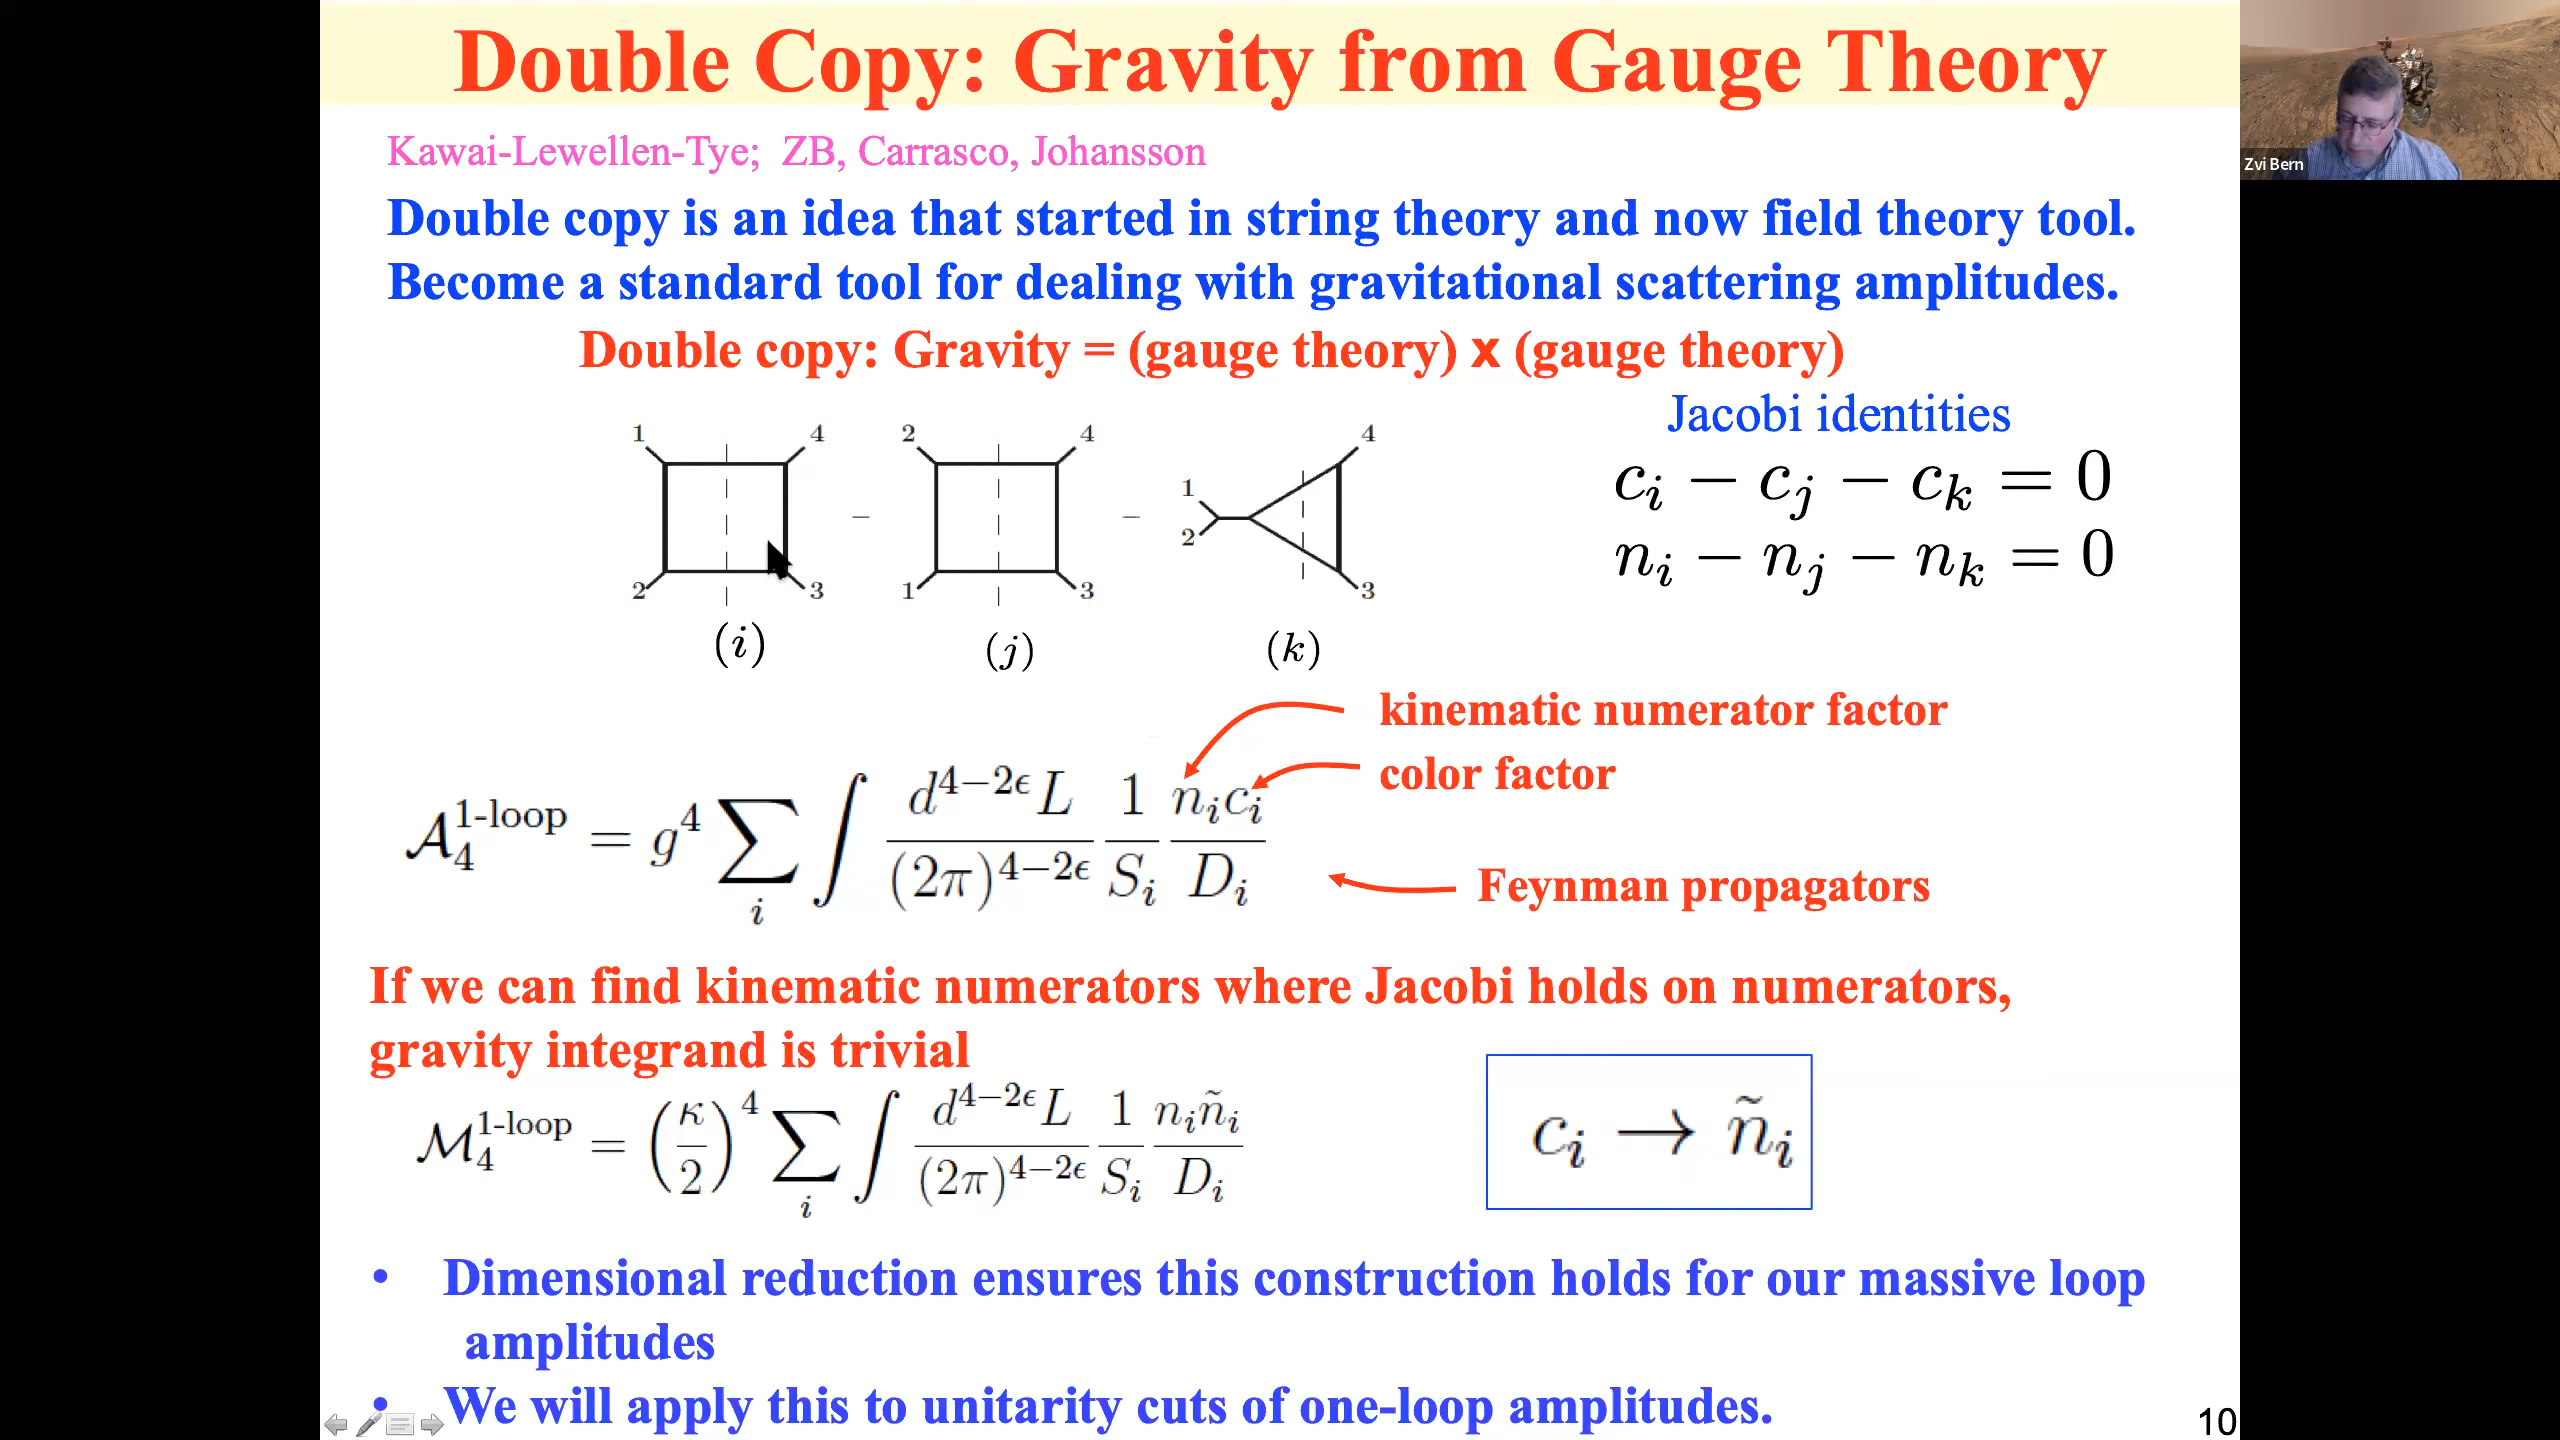 Double Copy: Gravity from Gauge Theory
Zvi Bern
Kawai-Lewellen-Tye; ZB, Carrasco, Johansson
Double copy is an idea that started in string theory and now field theory tool.
Become a standard tool for dealing with gravitational scattering amplitudes.
Double copy: Gravity = (gauge theory) x (gauge theory)
Jacobi identities
c_i − c_j − c_k = 0
n_i − n_j − n_k = 0
1 4 2 3
−
2 4 1 3
−
1 2 4 3
(i) (j) (k)
kinematic numerator factor
color factor
𝒜_4^{1-loop} = g^4 ∑_i ∫ d^{4−2ϵ}L/(2π)^{4−2ϵ} 1/S_i n_i c_i/D_i
Feynman propagators
If we can find kinematic numerators where Jacobi holds on numerators,
gravity integrand is trivial
ℳ_4^{1-loop} = (κ/2)^4 ∑_i ∫ d^{4−2ϵ}L/(2π)^{4−2ϵ} 1/S_i n_i ñ_i/D_i
c_i → ñ_i
• Dimensional reduction ensures this construction holds for our massive loop
amplitudes
• We will apply this to unitarity cuts of one-loop amplitudes.
10